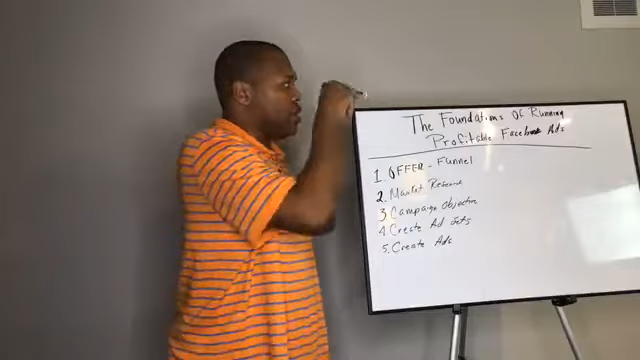 The Foundations Of Running
Profitable Facebook Ads
1. OFFER - Funnel
2. Market Research
3 Campaign Objective
4. Create Ad Sets
5. Create Ads